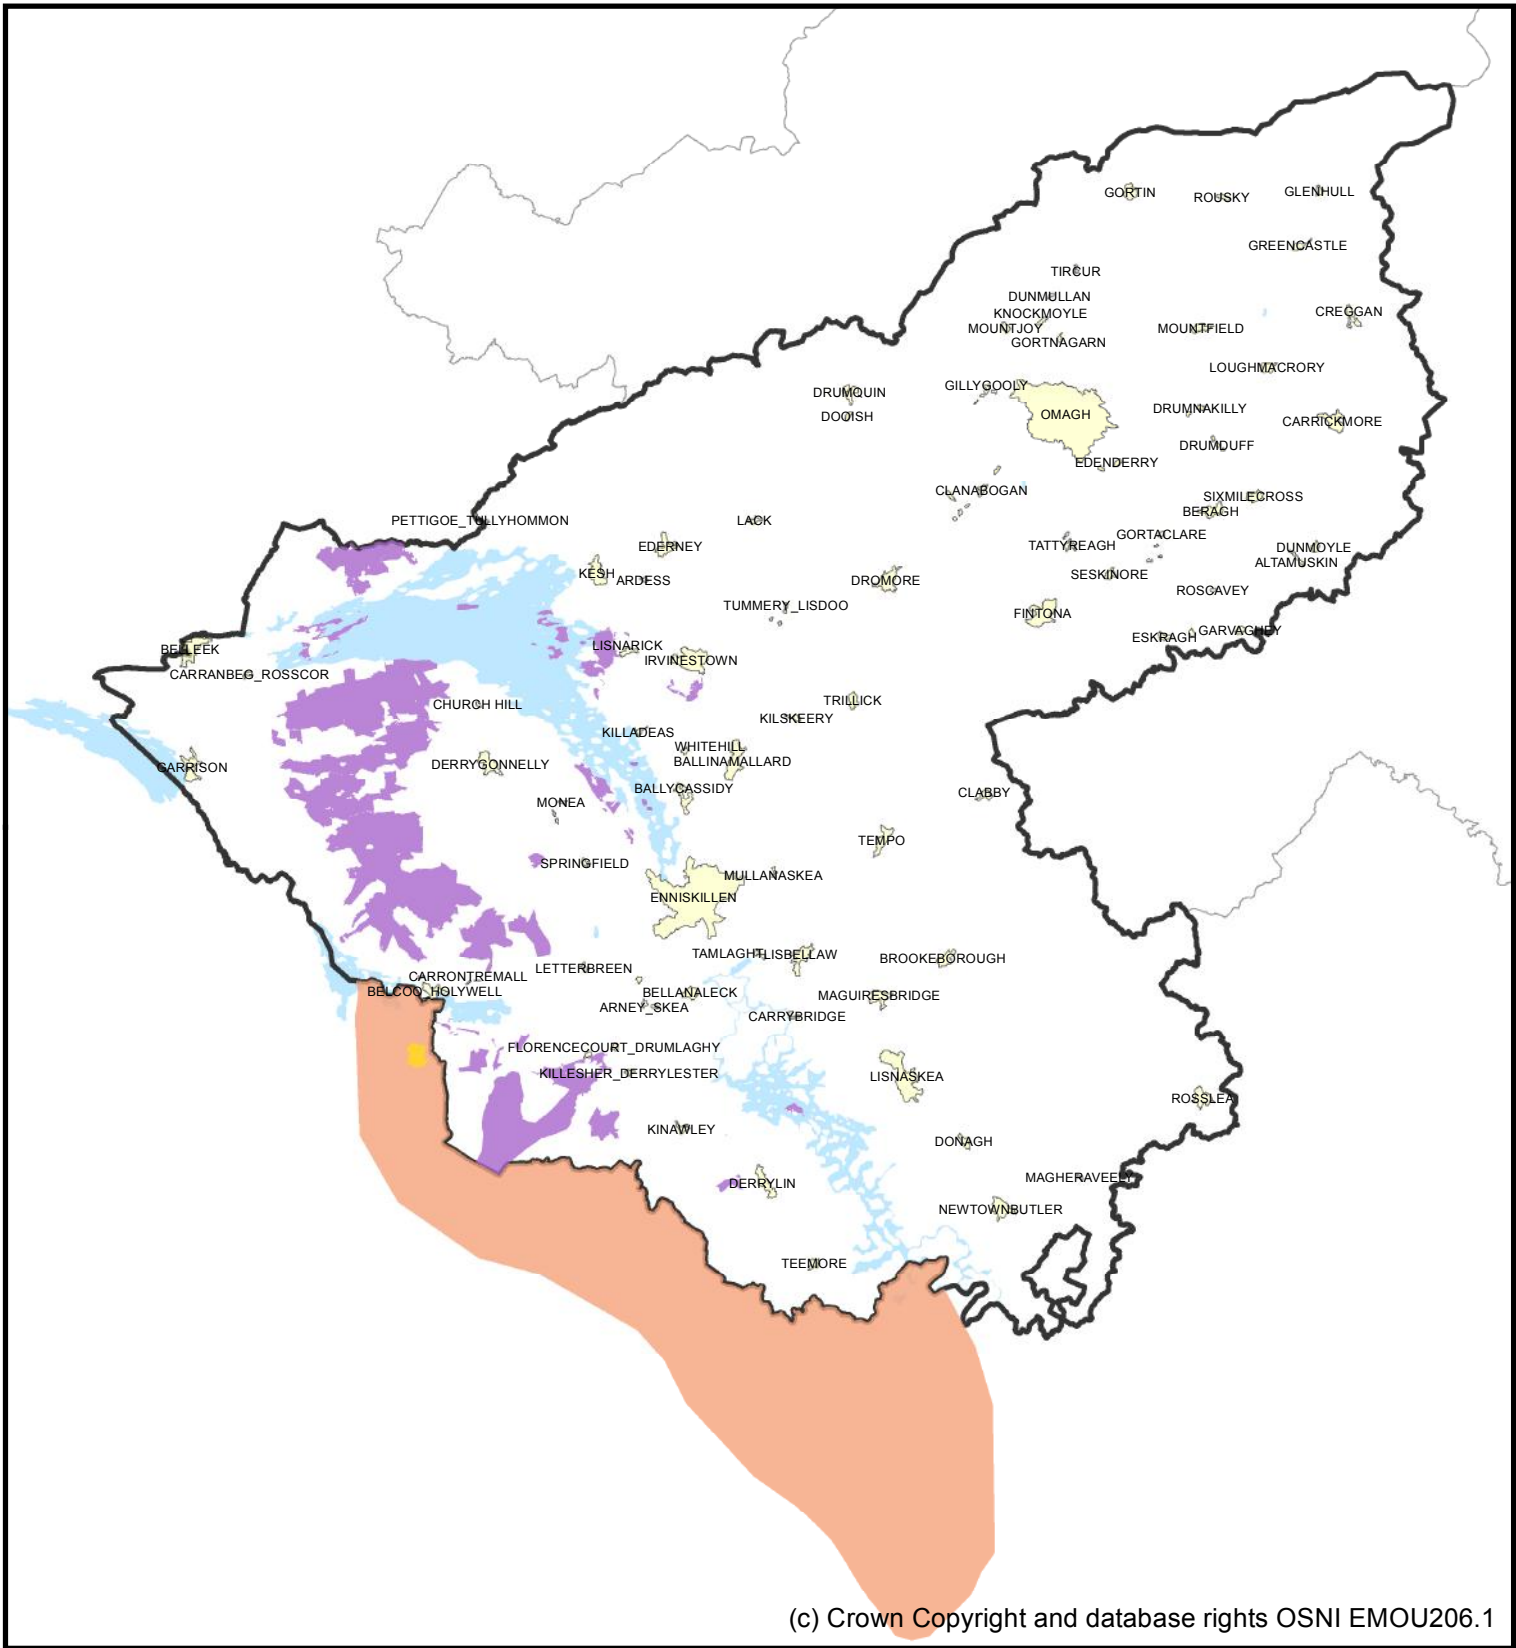 GORTIN
ROUSKY
GLENHULL
GREENCASTLE
TIRCUR
DUNMULLAN
KNOCKMOYLE
MOUNTJOY
GORTNAGARN
MOUNTFIELD
CREGGAN
LOUGHMACRORY
DRUMQUIN
DOOISH
GILLYGOOLY
OMAGH
DRUMNAKILLY
CARRICKMORE
DRUMDUFF
EDENDERRY
CLANABOGAN
SIXMILECROSS
BERAGH
PETTIGOE_TULLYHOMMON
LACK
EDERNEY
TATTYREAGH
GORTACLARE
DUNMOYLE
ALTAMUSKIN
KESH
ARDESS
DROMORE
SESKINORE
ROSCAVEY
TUMMERY_LISDOO
FINTONA
ESKRAGH
GARVAGHEY
BELLEEK
CARRANBEG_ROSSCOR
LISNARICK
IRVINESTOWN
CHURCH HILL
TRILLICK
KILSKEERY
KILLADEAS
WHITEHILL
BALLINAMALLARD
GARRISON
DERRYGONNELLY
BALLYCASSIDY
MONEA
CLABBY
TEMPO
SPRINGFIELD
MULLANASKEA
ENNISKILLEN
TAMLAGHT
LISBELLAW
BROOKEBOROUGH
LETTERBREEN
CARRONTREMALL
BELCOO_HOLYWELL
BELLANALECK
MAGUIRESBRIDGE
ARNEY_SKEA
CARRYBRIDGE
FLORENCECOURT_DRUMLAGHY
KILLESHER_DERRYLESTER
LISNASKEA
ROSSLEA
KINAWLEY
DONAGH
MAGHERAVEELY
DERRYLIN
NEWTOWNBUTLER
TEEMORE
(c) Crown Copyright and database rights OSNI EMOU206.1